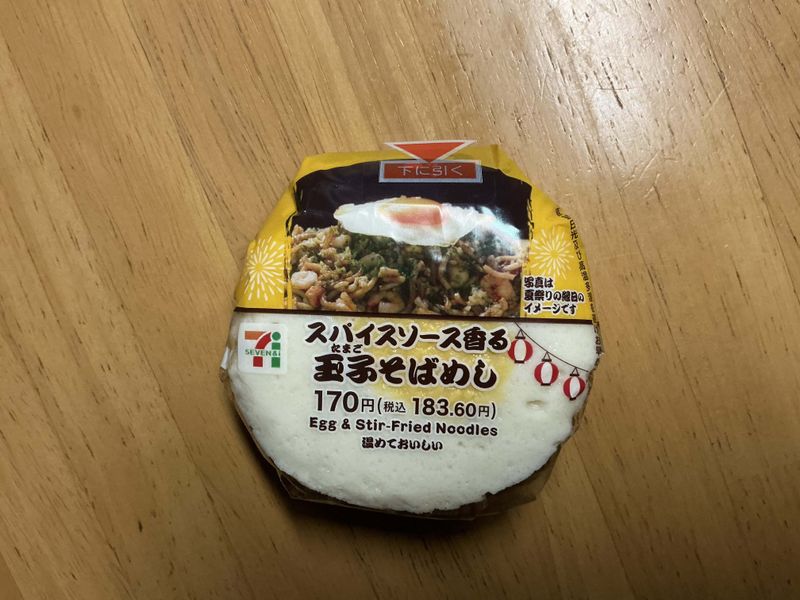 下に引く
写真は
夏祭りの縁日の
イメージです
SEVEN&i
スパイスソース香る
たまご
玉子そばめし
170円(税込 183.60円)
Egg & Stir-Fried Noodles
温めておいしい